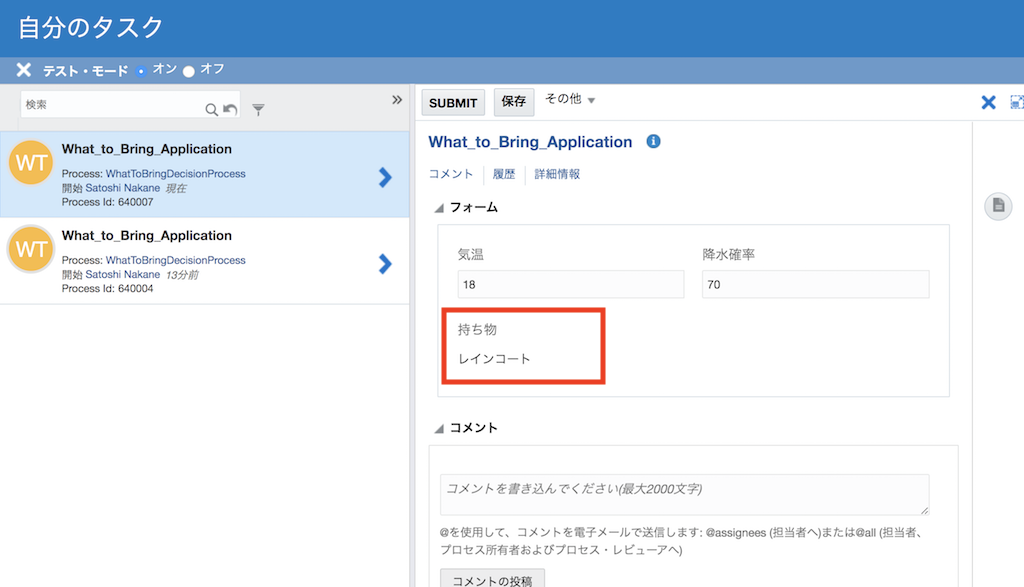 自分のタスク
テスト・モード オン オフ
検索
WT
What_to_Bring_Application
Process: WhatToBringDecisionProcess
開始 Satoshi Nakane 現在
Process Id: 640007
WT
What_to_Bring_Application
Process: WhatToBringDecisionProcess
開始 Satoshi Nakane 13分前
Process Id: 640004
SUBMIT 保存 その他
What_to_Bring_Application
コメント 履歴 詳細情報
フォーム
気温 降水確率
18 70
持ち物
レインコート
コメント
コメントを書き込んでください(最大2000文字)
@を使用して、コメントを電子メールで送信します: @assignees (担当者へ)または@all (担当者、
プロセス所有者およびプロセス・レビューアへ)
コメントの投稿